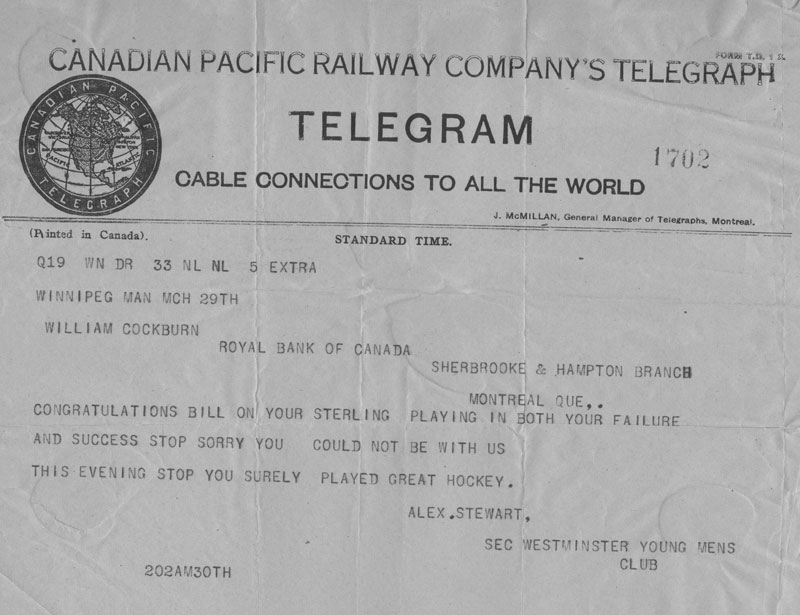 FORM T.D. 1 X.
CANADIAN PACIFIC RAILWAY COMPANY'S TELEGRAPH
CANADIAN PACIFIC
TELEGRAPH
PACIFIC
ATLANTIC
TELEGRAM
1702
CABLE CONNECTIONS TO ALL THE WORLD
J. McMILLAN, General Manager of Telegraphs, Montreal.
(Printed in Canada).
STANDARD TIME.
Q19 WN DR 33 NL NL 5 EXTRA
WINNIPEG MAN MCH 29TH
WILLIAM COCKBURN
ROYAL BANK OF CANADA
SHERBROOKE & HAMPTON BRANCH
MONTREAL QUE,.
CONGRATULATIONS BILL ON YOUR STERLING PLAYING IN BOTH YOUR FAILURE
AND SUCCESS STOP SORRY YOU COULD NOT BE WITH US
THIS EVENING STOP YOU SURELY PLAYED GREAT HOCKEY.
ALEX.STEWART,
SEC WESTMINSTER YOUNG MENS
CLUB
202AM30TH